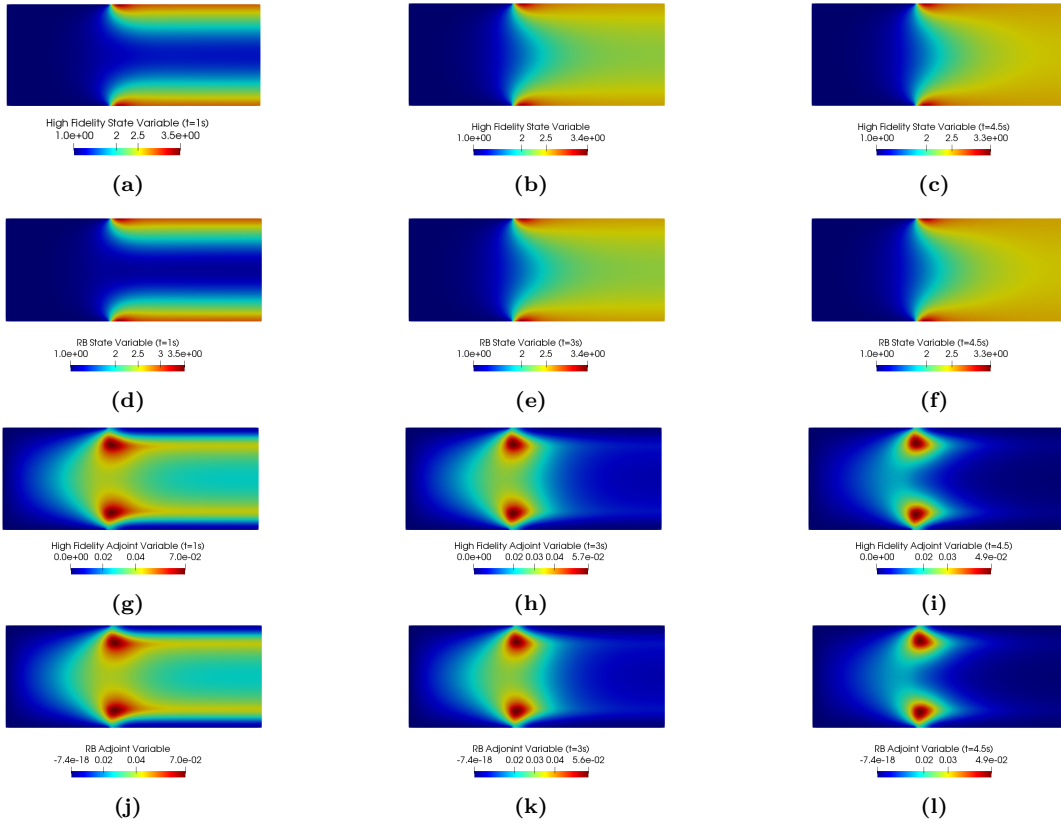 High Fidelity State Variable (t=1s)
1.0e+00 2 2.5 3.5e+00
(a)
High Fidelity State Variable
1.0e+00 2 2.5 3.4e+00
(b)
High Fidelity State Variable (t=4.5s)
1.0e+00 2 2.5 3.3e+00
(c)
RB State Variable (t=1s)
1.0e+00 2 2.5 3 3.5e+00
(d)
RB State Variable (t=3s)
1.0e+00 2 2.5 3.4e+00
(e)
RB State Variable (t=4.5s)
1.0e+00 2 2.5 3.3e+00
(f)
High Fidelity Adjoint Variable (t=1s)
0.0e+00 0.02 0.04 7.0e-02
(g)
High Fidelity Adjoint Variable (t=3s)
0.0e+00 0.02 0.03 0.04 5.7e-02
(h)
High Fidelity Adjoint Variable (t=4.5)
0.0e+00 0.02 0.03 4.9e-02
(i)
RB Adjoint Variable
-7.4e-18 0.02 0.04 7.0e-02
(j)
RB Adjonint Variable (t=3s)
-7.4e-18 0.02 0.03 0.04 5.6e-02
(k)
RB Adjoint Variable (t=4.5s)
-7.4e-18 0.02 0.03 4.9e-02
(l)